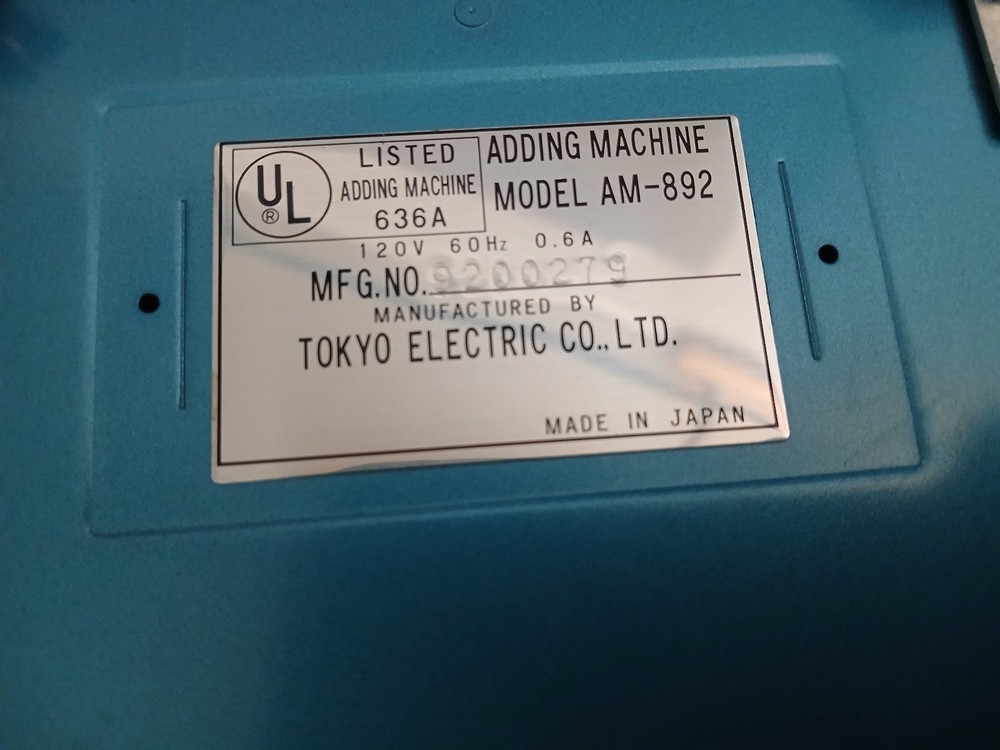 UL ®
LISTED
ADDING MACHINE
636A
ADDING MACHINE
MODEL AM-892
120V 60Hz 0.6A
MFG.NO. 9200279
MANUFACTURED BY
TOKYO ELECTRIC CO., LTD.
MADE IN JAPAN